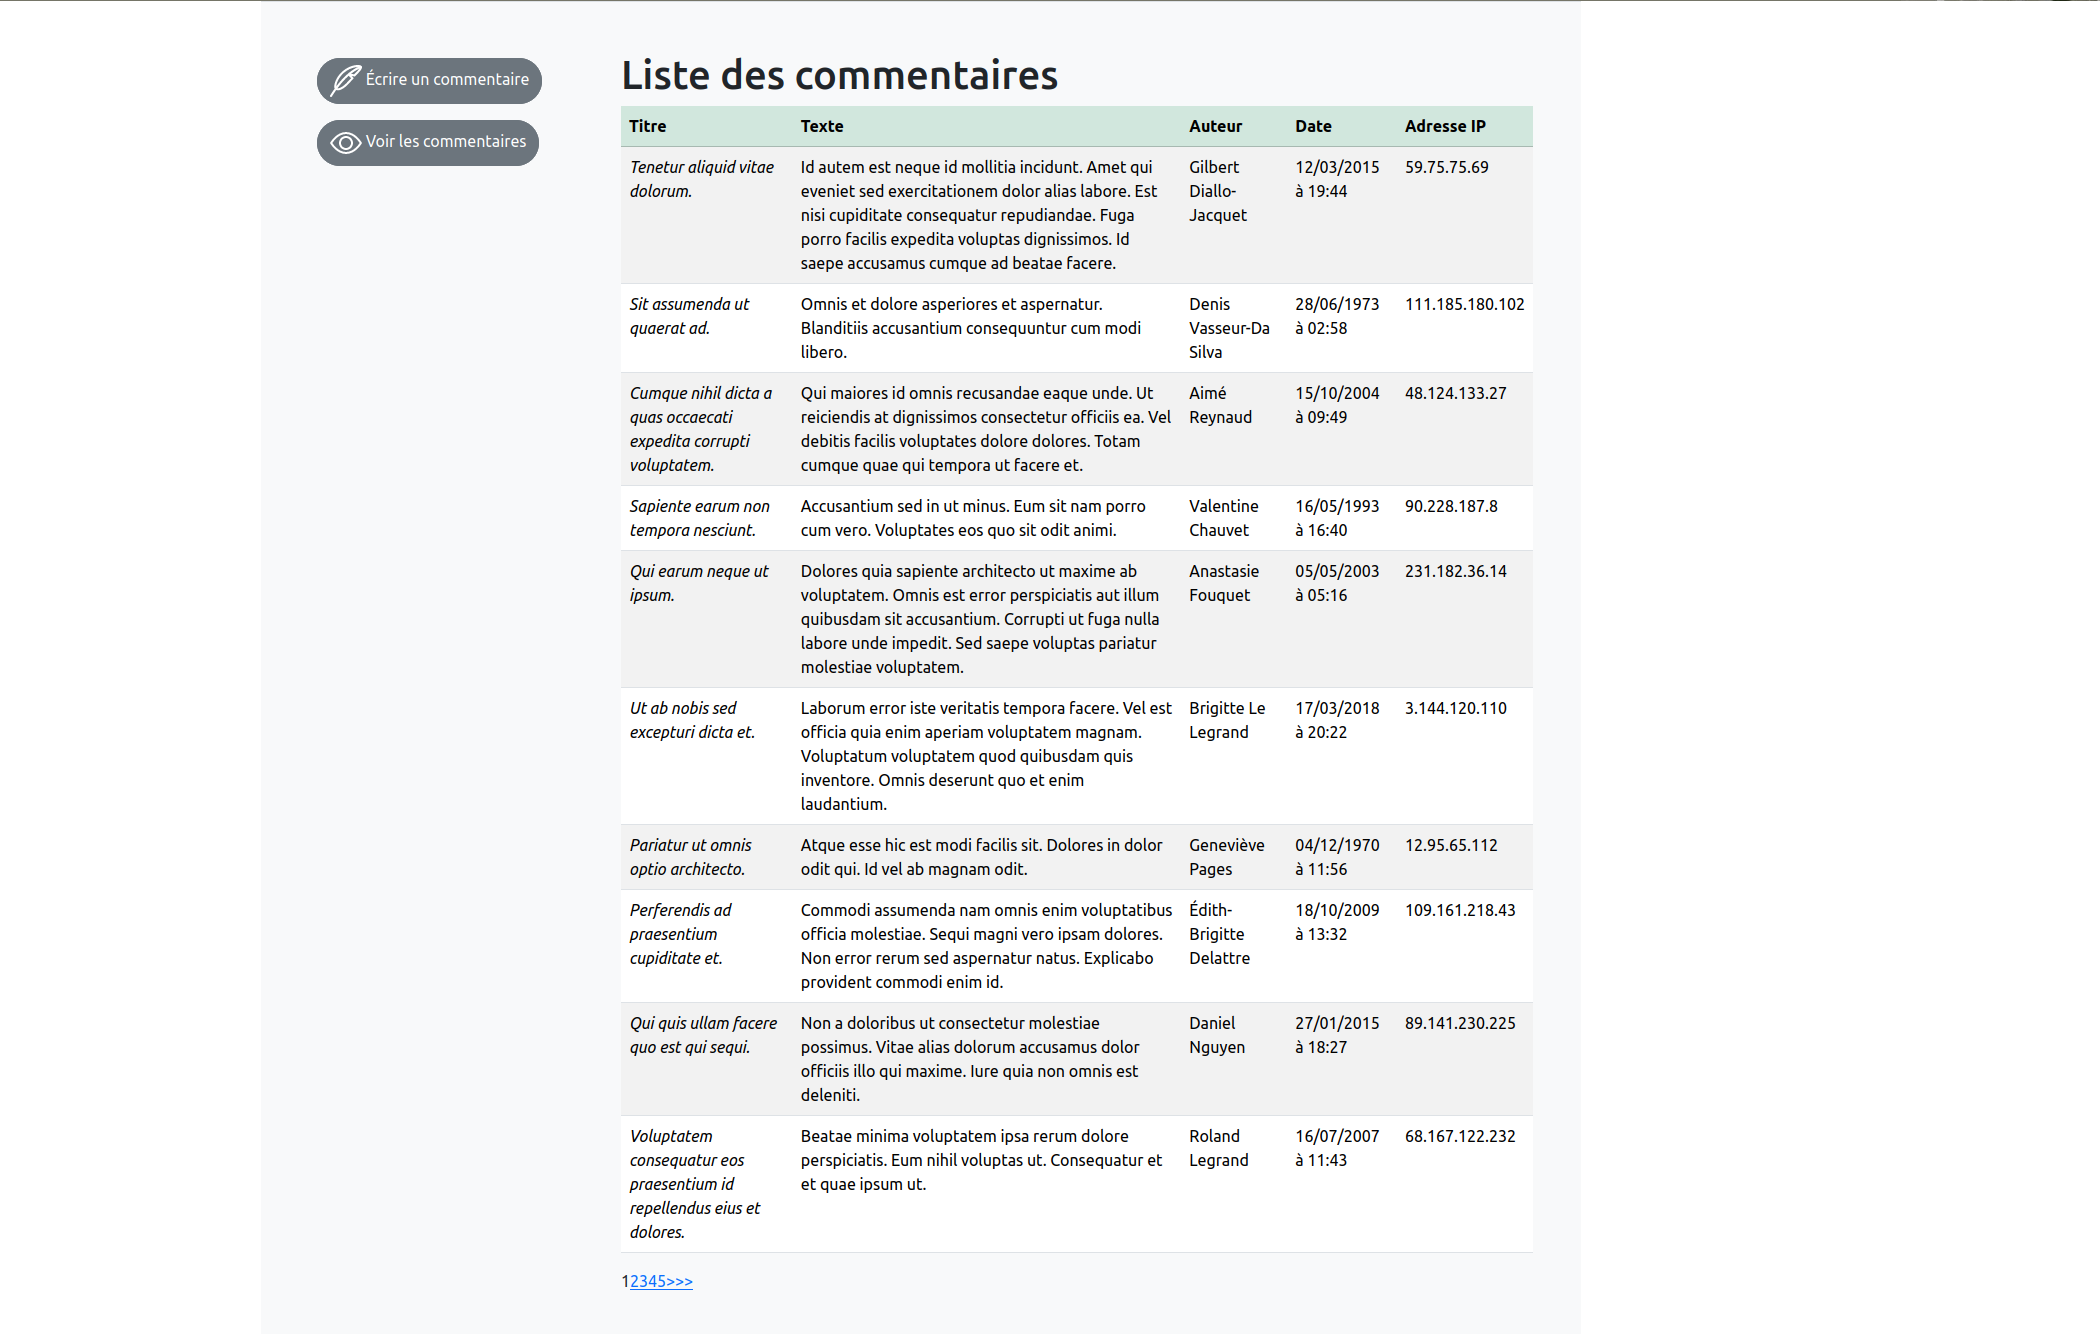 Écrire un commentaire
Voir les commentaires
Liste des commentaires
Titre Texte Auteur Date Adresse IP
Tenetur aliquid vitae Id autem est neque id mollitia incidunt. Amet qui Gilbert 12/03/2015 59.75.75.69
dolorum. eveniet sed exercitationem dolor alias labore. Est Diallo- à 19:44
nisi cupiditate consequatur repudiandae. Fuga Jacquet
porro facilis expedita voluptas dignissimos. Id
saepe accusamus cumque ad beatae facere.
Sit assumenda ut Omnis et dolore asperiores et aspernatur. Denis 28/06/1973 111.185.180.102
quaerat ad. Blanditiis accusantium consequuntur cum modi Vasseur-Da à 02:58
libero. Silva
Cumque nihil dicta a Qui maiores id omnis recusandae eaque unde. Ut Aimé 15/10/2004 48.124.133.27
quas occaecati reiciendis at dignissimos consectetur officiis ea. Vel Reynaud à 09:49
expedita corrupti debitis facilis voluptates dolore dolores. Totam
voluptatem. cumque quae qui tempora ut facere et.
Sapiente earum non Accusantium sed in ut minus. Eum sit nam porro Valentine 16/05/1993 90.228.187.8
tempora nesciunt. cum vero. Voluptates eos quo sit odit animi. Chauvet à 16:40
Qui earum neque ut Dolores quia sapiente architecto ut maxime ab Anastasie 05/05/2003 231.182.36.14
ipsum. voluptatem. Omnis est error perspiciatis aut illum Fouquet à 05:16
quibusdam sit accusantium. Corrupti ut fuga nulla
labore unde impedit. Sed saepe voluptas pariatur
molestiae voluptatem.
Ut ab nobis sed Laborum error iste veritatis tempora facere. Vel est Brigitte Le 17/03/2018 3.144.120.110
excepturi dicta et. officia quia enim aperiam voluptatem magnam. Legrand à 20:22
Voluptatum voluptatem quod quibusdam quis
inventore. Omnis deserunt quo et enim
laudantium.
Pariatur ut omnis Atque esse hic est modi facilis sit. Dolores in dolor Geneviève 04/12/1970 12.95.65.112
optio architecto. odit qui. Id vel ab magnam odit. Pages à 11:56
Perferendis ad Commodi assumenda nam omnis enim voluptatibus Édith- 18/10/2009 109.161.218.43
praesentium officia molestiae. Sequi magni vero ipsam dolores. Brigitte à 13:32
cupiditate et. Non error rerum sed aspernatur natus. Explicabo Delattre
provident commodi enim id.
Qui quis ullam facere Non a doloribus ut consectetur molestiae Daniel 27/01/2015 89.141.230.225
quo est qui sequi. possimus. Vitae alias dolorum accusamus dolor Nguyen à 18:27
officiis illo qui maxime. Iure quia non omnis est
deleniti.
Voluptatem Beatae minima voluptatem ipsa rerum dolore Roland 16/07/2007 68.167.122.232
consequatur eos perspiciatis. Eum nihil voluptas ut. Consequatur et Legrand à 11:43
praesentium id et quae ipsum ut.
repellendus eius et
dolores.
12345>>>